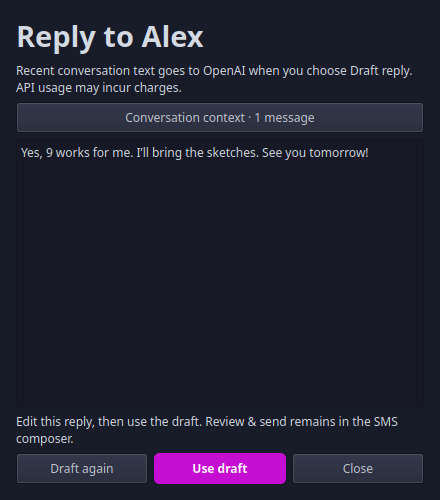 Reply to Alex
Recent conversation text goes to OpenAI when you choose Draft reply.
API usage may incur charges.
Conversation context · 1 message
Yes, 9 works for me. I'll bring the sketches. See you tomorrow!
Edit this reply, then use the draft. Review & send remains in the SMS
composer.
Draft again
Use draft
Close